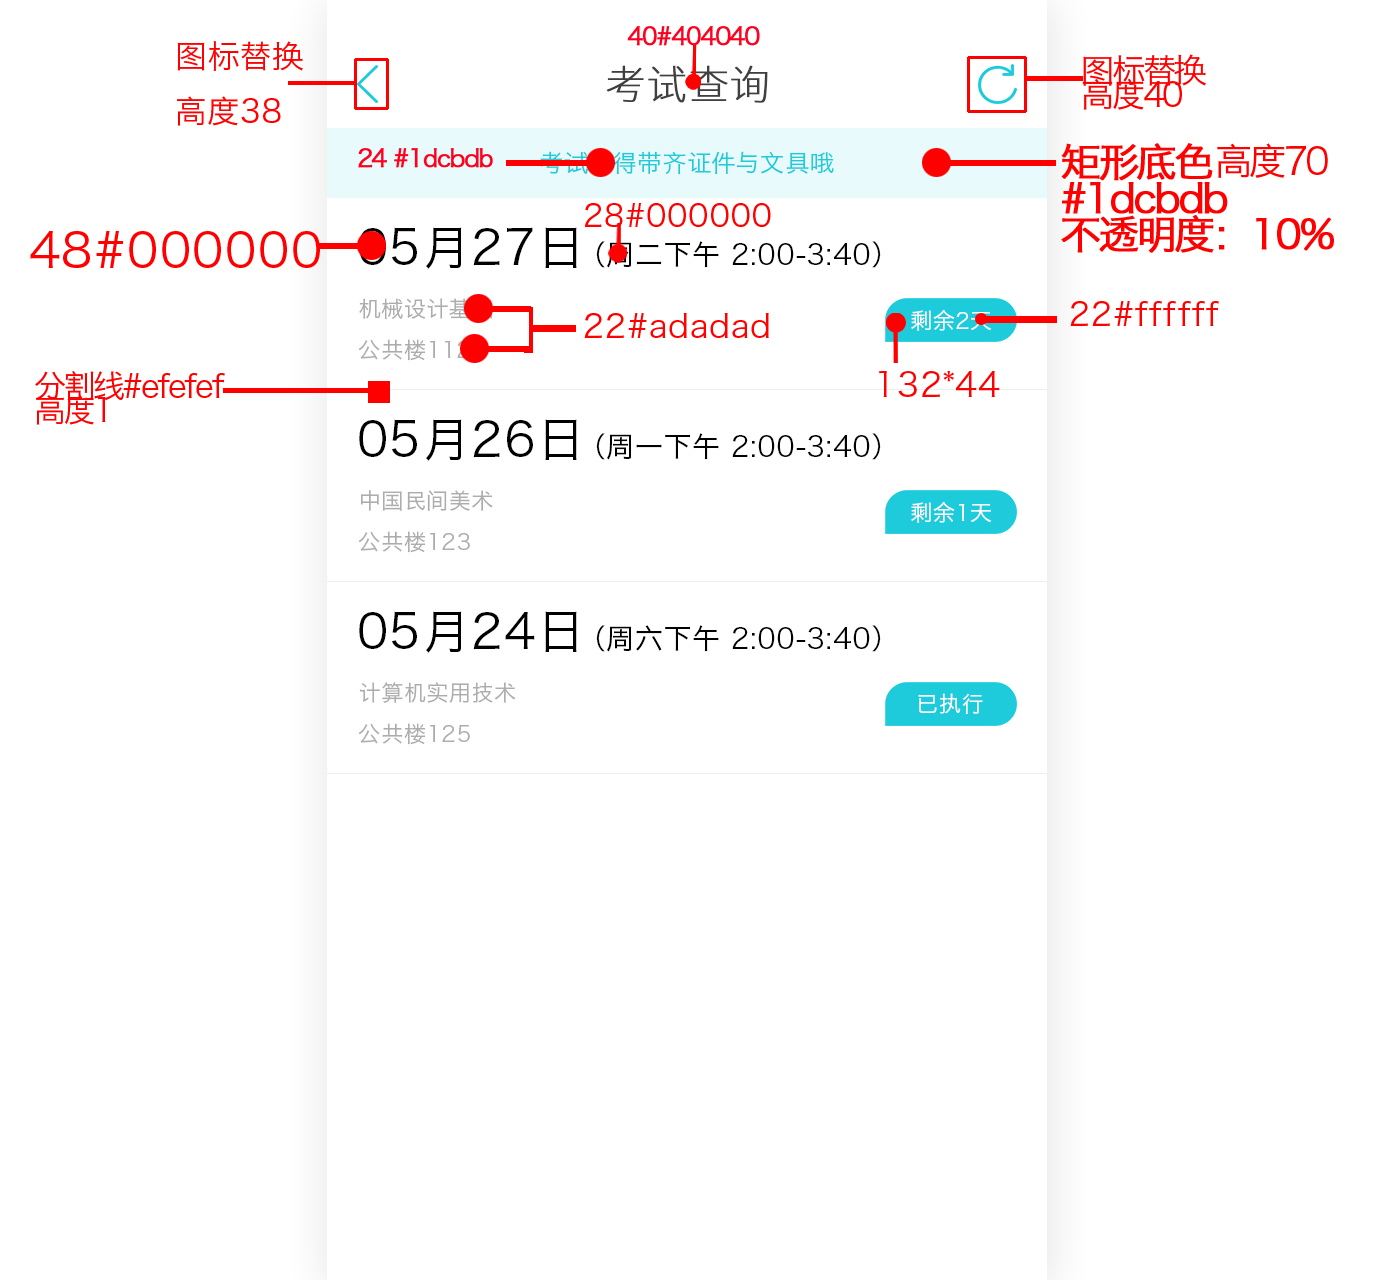 40#404040
图标替换
高度38
考试查询
图标替换
高度40
24 #1dcbdb
考试 得带齐证件与文具哦
矩形底色高度70
#1dcbdb
不透明度：10%
28#000000
48#000000
05月27日（周二下午 2:00-3:40）
机械设计基
22#adadad
剩余2天
22#ffffff
公共楼112
132*44
分割线#efefef
高度1
05月26日（周一下午 2:00-3:40）
中国民间美术
剩余1天
公共楼123
05月24日（周六下午 2:00-3:40）
计算机实用技术
已执行
公共楼125